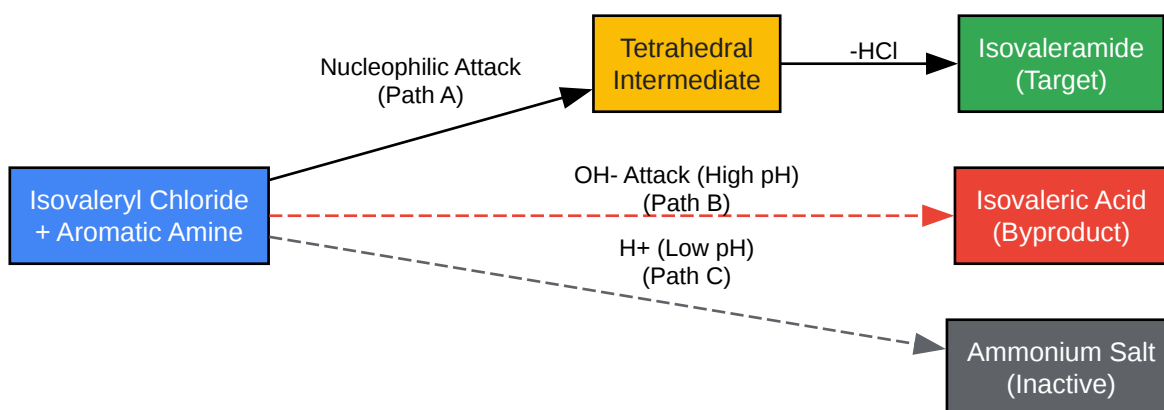 Nucleophilic Attack
(Path A)
Tetrahedral
Intermediate
-HCl
Isovaleramide
(Target)
Isovaleryl Chloride
+ Aromatic Amine
OH- Attack (High pH)
(Path B)
Isovaleric Acid
(Byproduct)
H+ (Low pH)
(Path C)
Ammonium Salt
(Inactive)